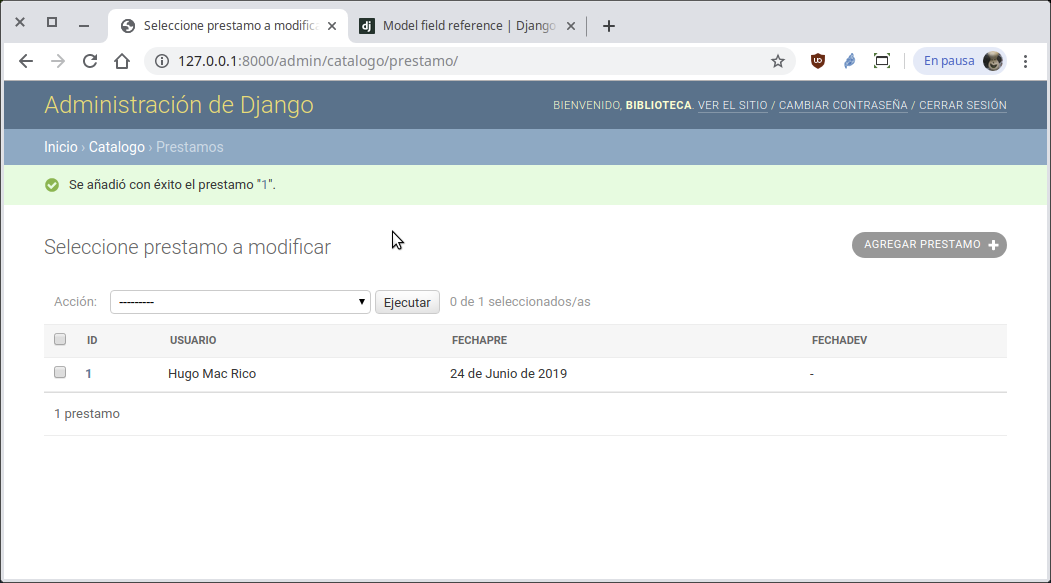 Seleccione prestamo a modific
Model field reference | Django
127.0.0.1:8000/admin/catalogo/prestamo/
En pausa
Administración de Django
BIENVENIDO, BIBLIOTECA. VER EL SITIO / CAMBIAR CONTRASEÑA / CERRAR SESIÓN
Inicio › Catalogo › Prestamos
Se añadió con éxito el prestamo "1".
Seleccione prestamo a modificar
AGREGAR PRESTAMO +
Acción: --------- Ejecutar 0 de 1 seleccionados/as
ID USUARIO FECHAPRE FECHADEV
1 Hugo Mac Rico 24 de Junio de 2019 -
1 prestamo